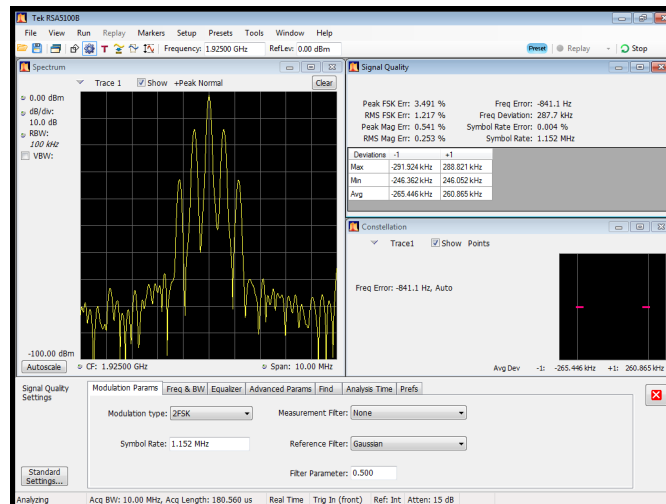 Tek RSA5100B
File View Run Replay Markers Setup Presets Tools Window Help
T Frequency: 1.92500 GHz RefLev: 0.00 dBm Preset Replay Stop
Spectrum
Trace 1 Show +Peak Normal Clear
0.00 dBm
dB/div:
10.0 dB
RBW:
100 kHz
VBW:
-100.00 dBm
Autoscale CF: 1.92500 GHz Span: 10.00 MHz
Signal Quality
Peak FSK Err: 3.491 % Freq Error: -841.1 Hz
RMS FSK Err: 1.217 % Freq Deviation: 287.7 kHz
Peak Mag Err: 0.541 % Symbol Rate Error: 0.004 %
RMS Mag Err: 0.253 % Symbol Rate: 1.152 MHz
Deviations -1 +1
Max -291.924 kHz 288.821 kHz
Min -246.362 kHz 246.052 kHz
Avg -265.446 kHz 260.865 kHz
Constellation
Trace1 Show Points
Freq Error: -841.1 Hz, Auto
Avg Dev -1: -265.446 kHz +1: 260.865 kHz
Signal Quality
Settings
Modulation Params Freq & BW Equalizer Advanced Params Find Analysis Time Prefs
Modulation type: 2FSK Measurement Filter: None
Symbol Rate: 1.152 MHz Reference Filter: Gaussian
Filter Parameter: 0.500
Standard
Settings...
Analyzing Acq BW: 10.00 MHz, Acq Length: 180.560 us Real Time Trig In (front) Ref: Int Atten: 15 dB